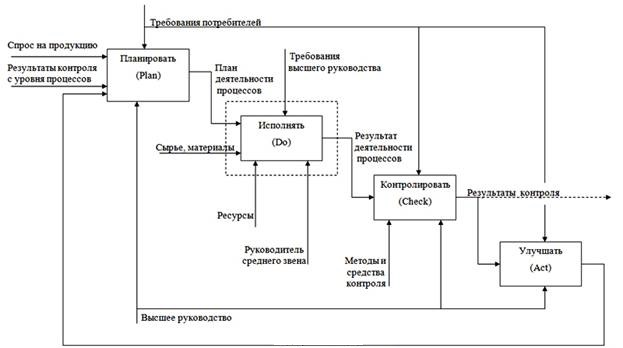 Требования потребителей
Спрос на продукцию
Результаты контроля
с уровня процессов
Планировать
(Plan)
План
деятельности
процессов
Требования
высшего руководства
Исполнять
(Do)
Сырье, материалы
Результат
деятельности
процессов
Контролировать
(Check)
Результаты контроля
Ресурсы
Руководитель
среднего звена
Методы и
средства
контроля
Улучшать
(Act)
Высшее руководство